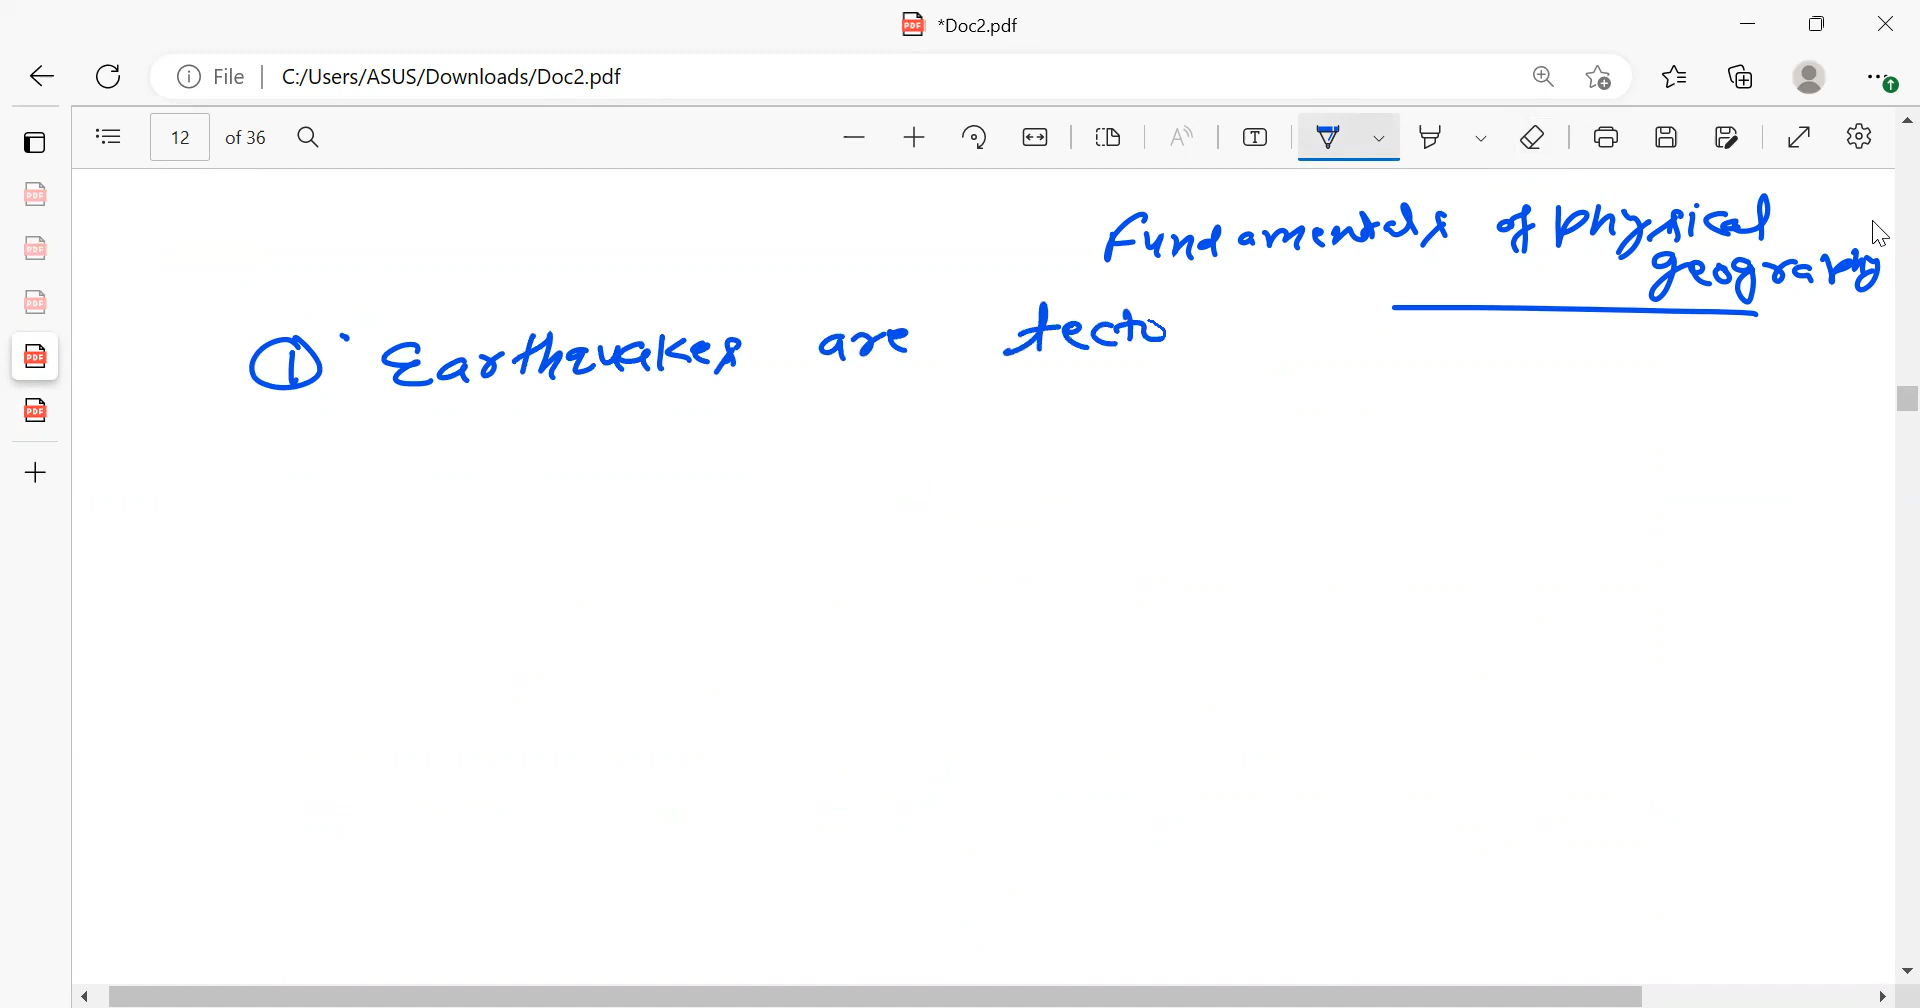 *Doc2.pdf
File | C:/Users/ASUS/Downloads/Doc2.pdf
12 of 36
Fundamentals of physical
geography
① Earthquakes are tecto